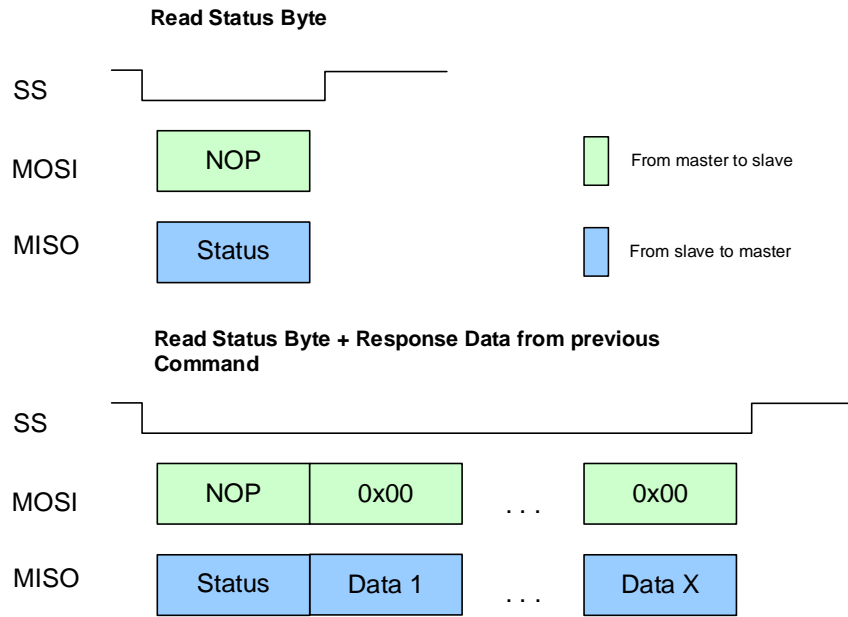 Read Status Byte
SS
MOSI
NOP
From master to slave
MISO
Status
From slave to master
Read Status Byte + Response Data from previous
Command
SS
MOSI
NOP
0x00
. . .
0x00
MISO
Status
Data 1
. . .
Data X